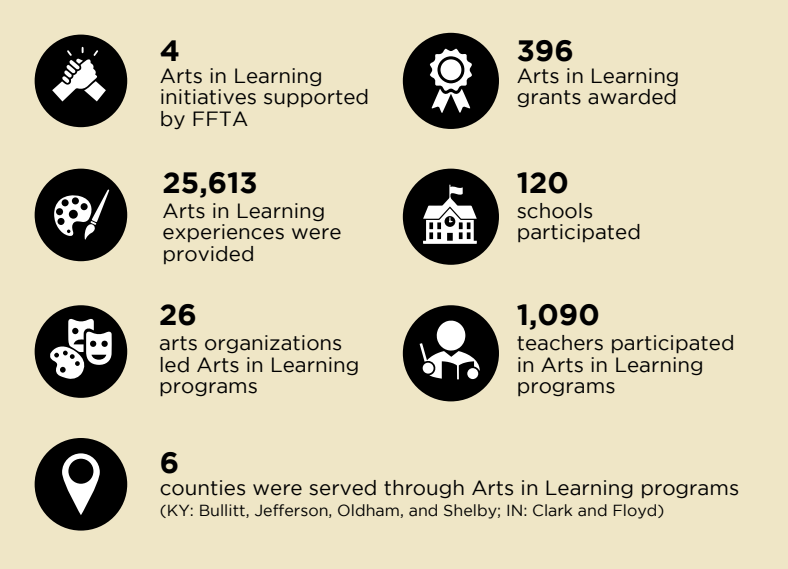 4
Arts in Learning
initiatives supported
by FFTA
396
Arts in Learning
grants awarded
25,613
Arts in Learning
experiences were
provided
120
schools
participated
26
arts organizations
led Arts in Learning
programs
1,090
teachers participated
in Arts in Learning
programs
6
counties were served through Arts in Learning programs
(KY: Bullitt, Jefferson, Oldham, and Shelby; IN: Clark and Floyd)